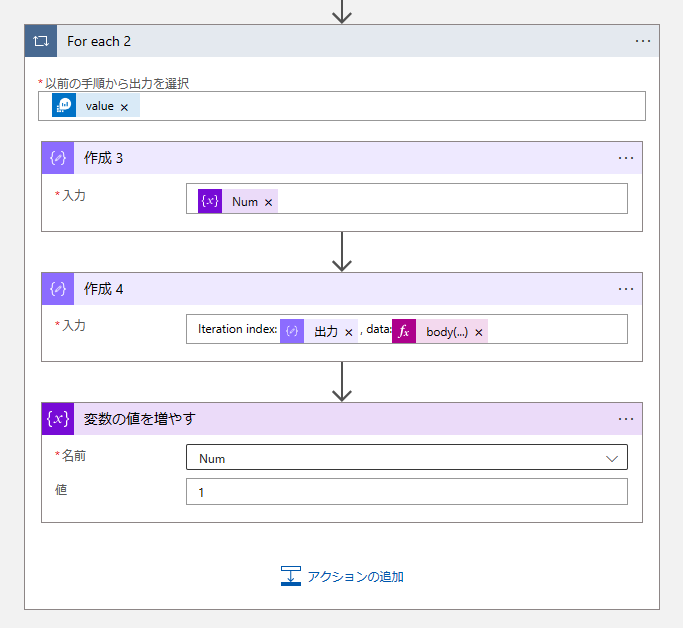 For each 2
*以前の手順から出力を選択
value ×
作成 3
*入力
{x} Num ×
作成 4
*入力
Iteration index: 出力 × , data: fx body(...) ×
{x} 変数の値を増やす
*名前
Num
値
1
アクションの追加